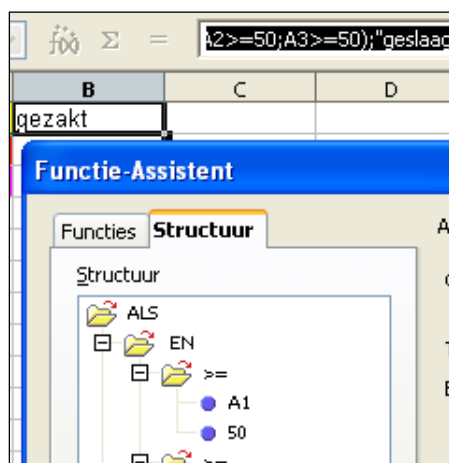 f(x) Σ = A2>=50;A3>=50);"geslaag
B C D
gezakt
Functie-Assistent
Functies Structuur
Structuur
ALS
EN
>=
A1
50
>=